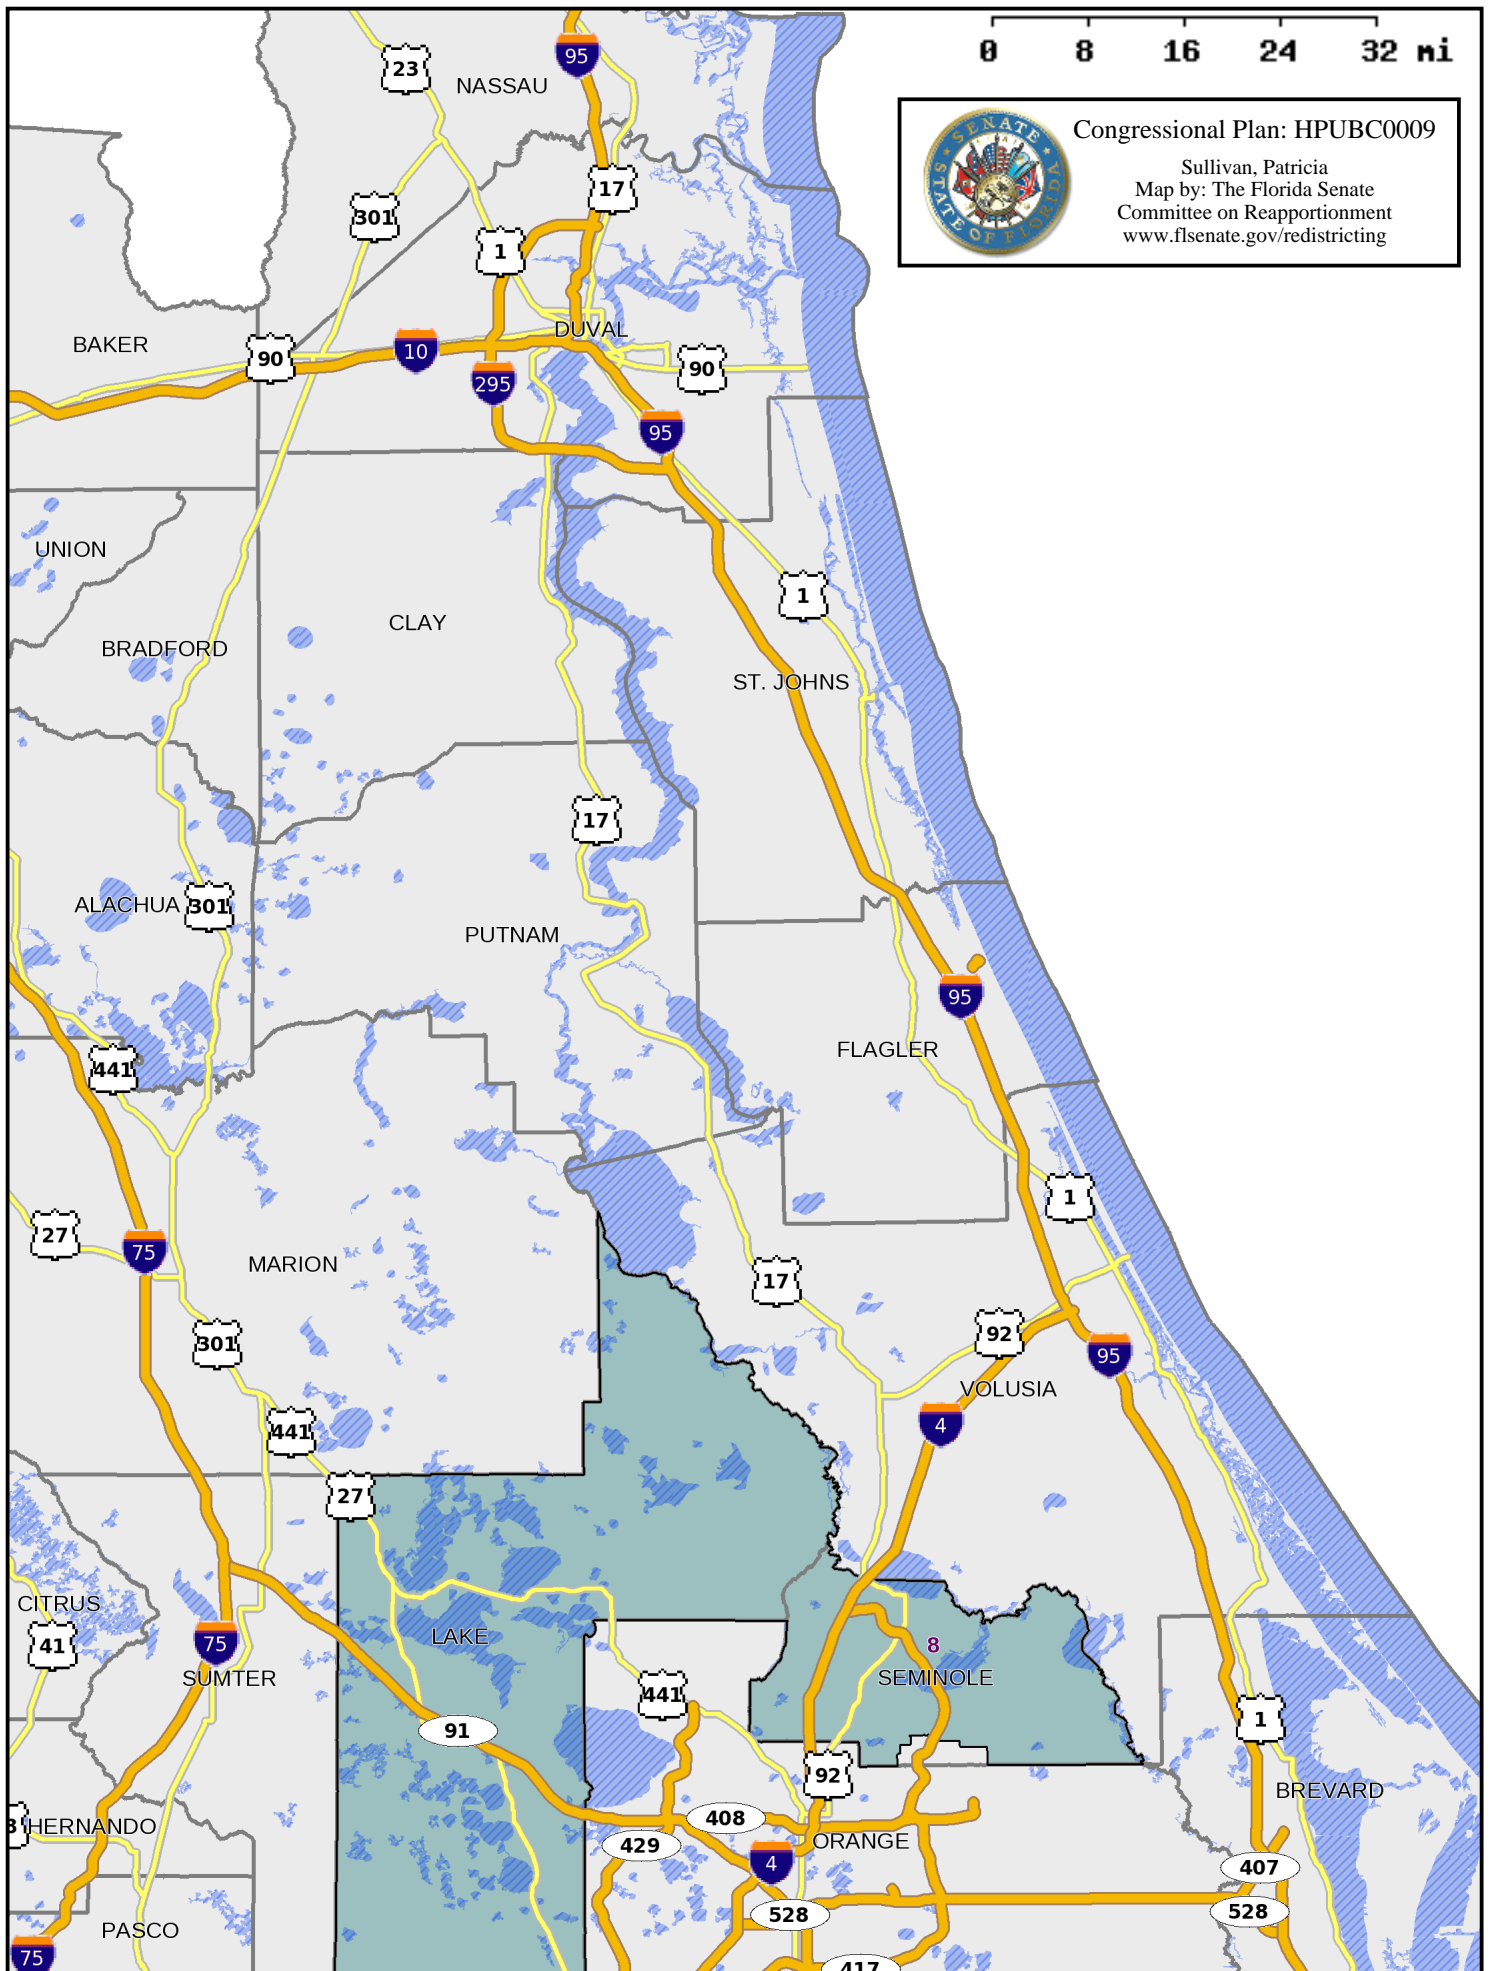 0 8 16 24 32 mi
Congressional Plan: HPUBC0009
Sullivan, Patricia
Map by: The Florida Senate
Committee on Reapportionment
www.flsenate.gov/redistricting
SENATE
STATE OF FLORIDA
95
23
NASSAU
17
301
1
DUVAL
BAKER
90
10
90
295
95
UNION
1
CLAY
BRADFORD
ST. JOHNS
17
ALACHUA
301
PUTNAM
95
FLAGLER
441
1
27
75
MARION
17
301
92
95
VOLUSIA
4
441
27
CITRUS
41
75
LAKE
8
SEMINOLE
SUMTER
441
91
1
92
BREVARD
3
HERNANDO
408
ORANGE
429
4
407
528
528
PASCO
75
417